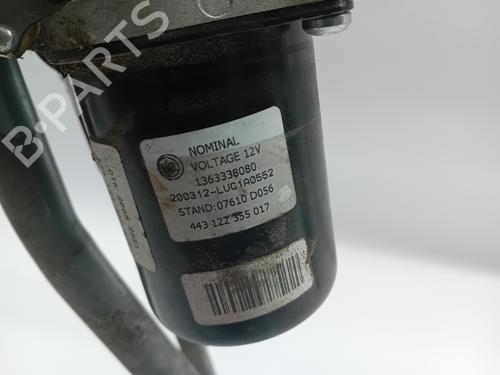 B-PARTS
NOMINAL
VOLTAGE 12V
1363338080
200312-LUC1A0552
STAND:07610 D056
443 122 355 017